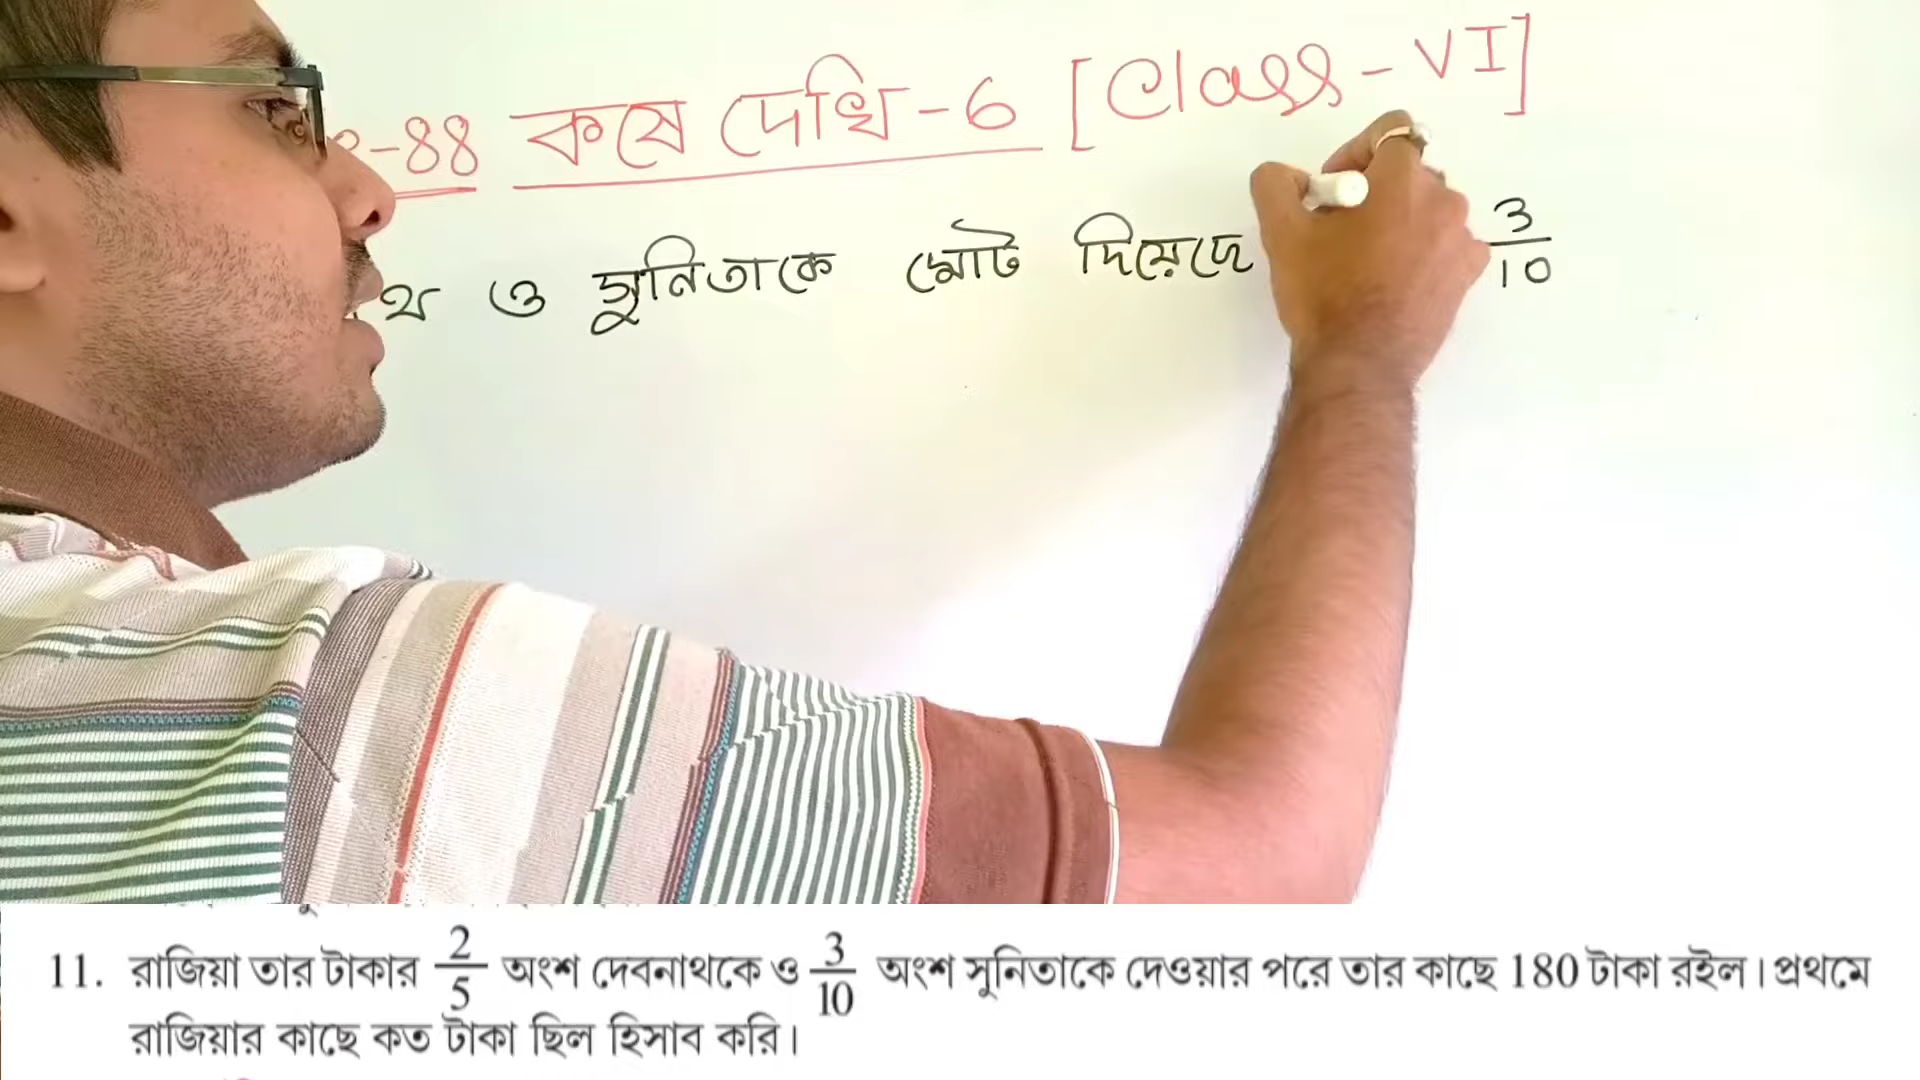 -88 কষে দেখি-6 [Class-VI]
থ ও সুনিতাকে মোট দিয়েছে 3/10
11. রাজিয়া তার টাকার 2/5 অংশ দেবনাথকে ও 3/10 অংশ সুনিতাকে দেওয়ার পরে তার কাছে 180 টাকা রইল। প্রথমে
রাজিয়ার কাছে কত টাকা ছিল হিসাব করি।